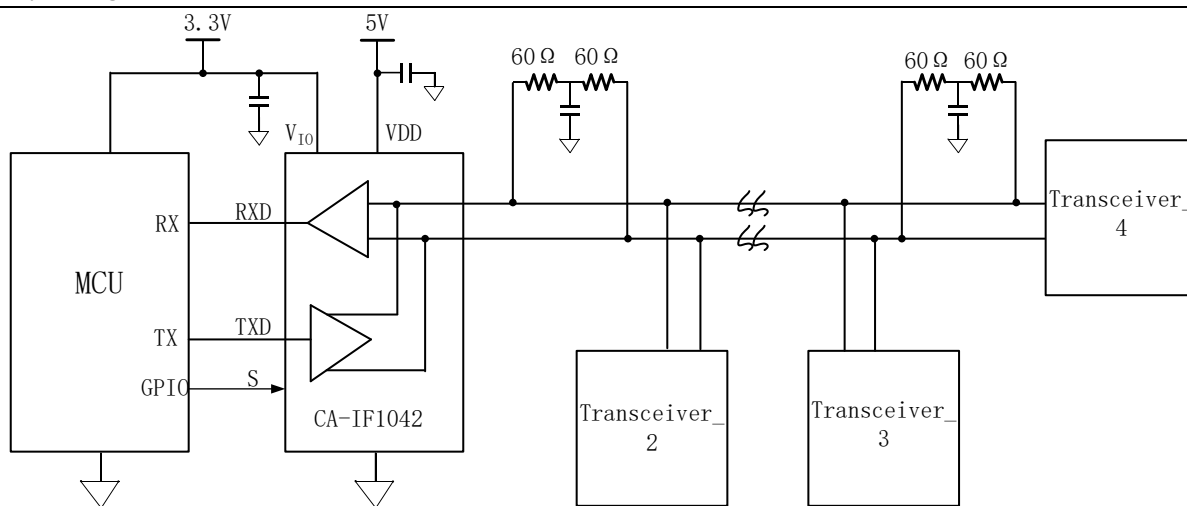 3.3V
5V
60Ω 60Ω
60Ω 60Ω
VIO
VDD
RX
RXD
MCU
TX
TXD
GPIO
S
CA-IF1042
Transceiver_
2
Transceiver_
3
Transceiver_
4